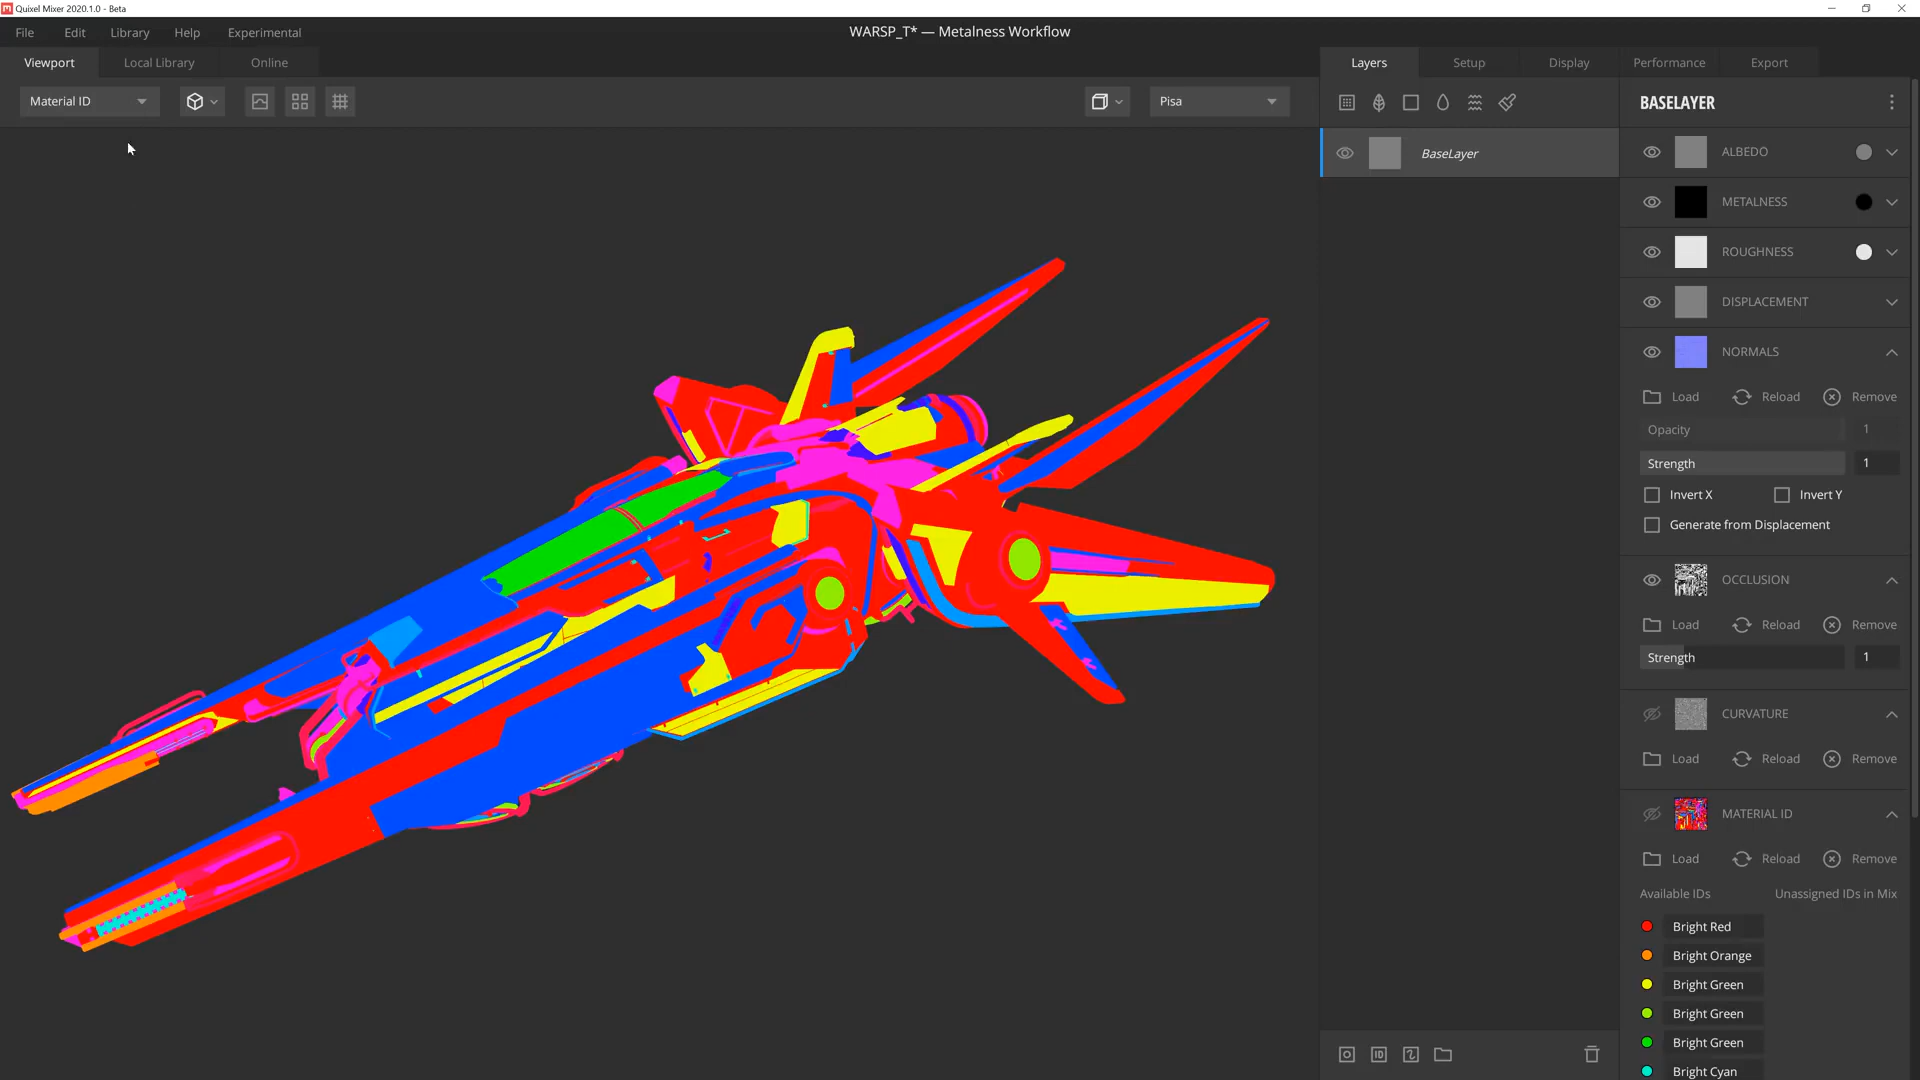 Quixel Mixer 2020.1.0 - Beta
File Edit Library Help Experimental
WARSP_T* — Metalness Workflow
Viewport Local Library Online
Layers Setup Display Performance Export
Material ID
Pisa
BASELAYER
BaseLayer
ALBEDO
METALNESS
ROUGHNESS
DISPLACEMENT
NORMALS
Load Reload Remove
Opacity 1
Strength 1
Invert X Invert Y
Generate from Displacement
OCCLUSION
Load Reload Remove
Strength 1
CURVATURE
Load Reload Remove
MATERIAL ID
Load Reload Remove
Available IDs Unassigned IDs in Mix
Bright Red
Bright Orange
Bright Green
Bright Green
Bright Green
Bright Cyan
ID